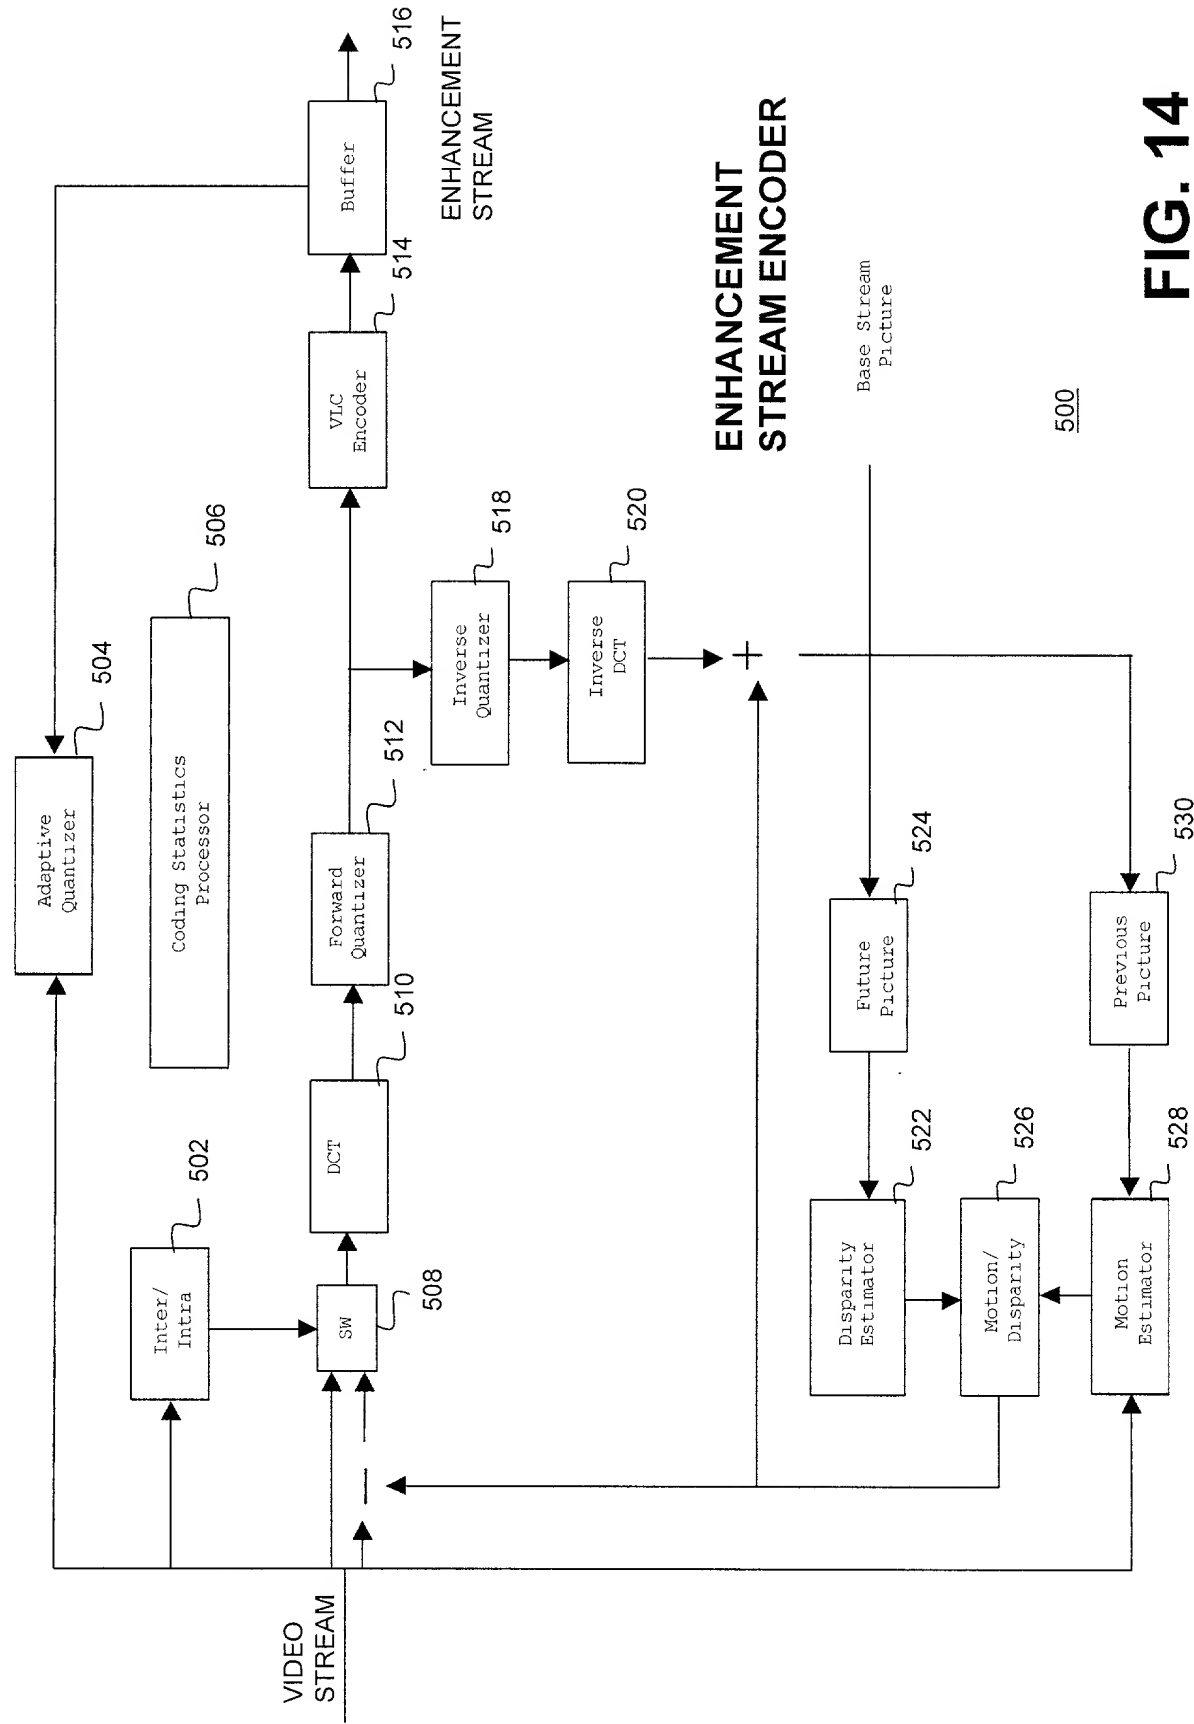 Adaptive
Quantizer
504
Coding Statistics
Processor
506
Inter/
Intra
502
VIDEO
STREAM
SW
508
DCT
510
Forward
Quantizer
512
VLC
Encoder
514
Buffer
516
ENHANCEMENT
STREAM
Inverse
Quantizer
518
Inverse
DCT
520
+
−
ENHANCEMENT
STREAM ENCODER
Disparity
Estimator
522
Future
Picture
524
Base Stream
Picture
Motion/
Disparity
526
Motion
Estimator
528
Previous
Picture
530
500
FIG. 14